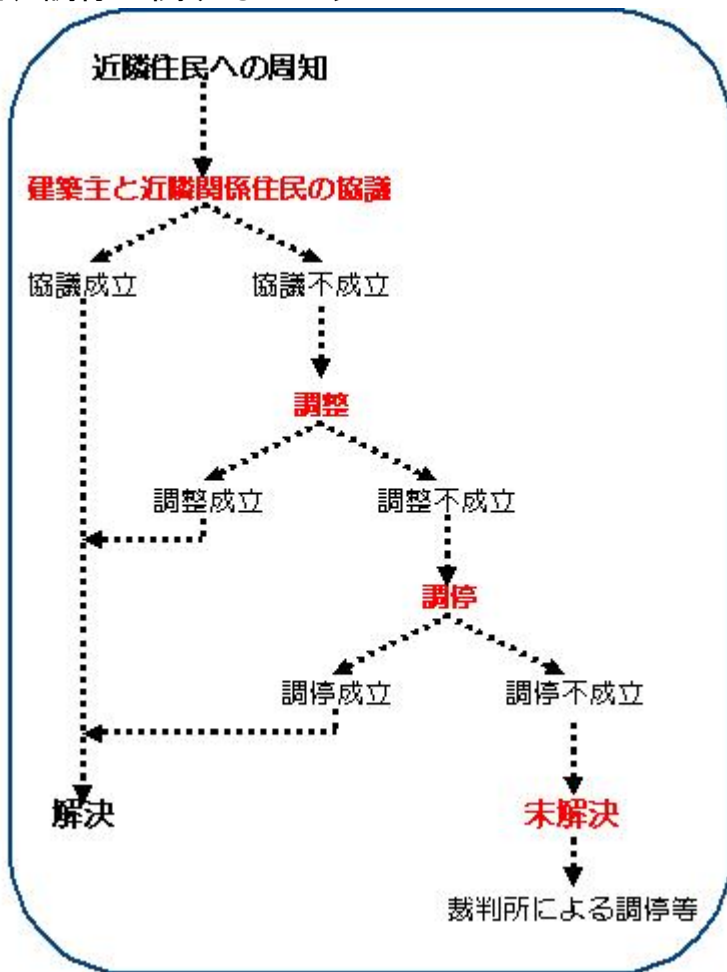 近隣住民への周知
建築主と近隣関係住民の協議
協議成立
協議不成立
調整
調整成立
調整不成立
調停
調停成立
調停不成立
解決
未解決
裁判所による調停等